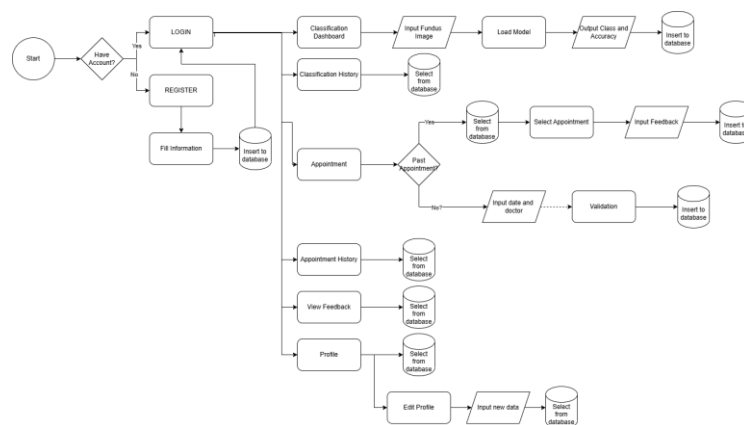 Start
Have
Account?
Yes
No
LOGIN
REGISTER
Fill Information
Insert to
database
Classification
Dashboard
Input Fundus
Image
Load Model
Output Class and
Accuracy
Insert to
database
Classification History
Select
from
database
Appointment
Past
Appointment?
Yes
Select
from
database
Select Appointment
Input Feedback
Insert to
database
No?
Input date and
doctor
Validation
Insert to
database
Appointment History
Select
from
database
View Feedback
Select
from
database
Profile
Select
from
database
Edit Profile
Input new data
Select
from
database